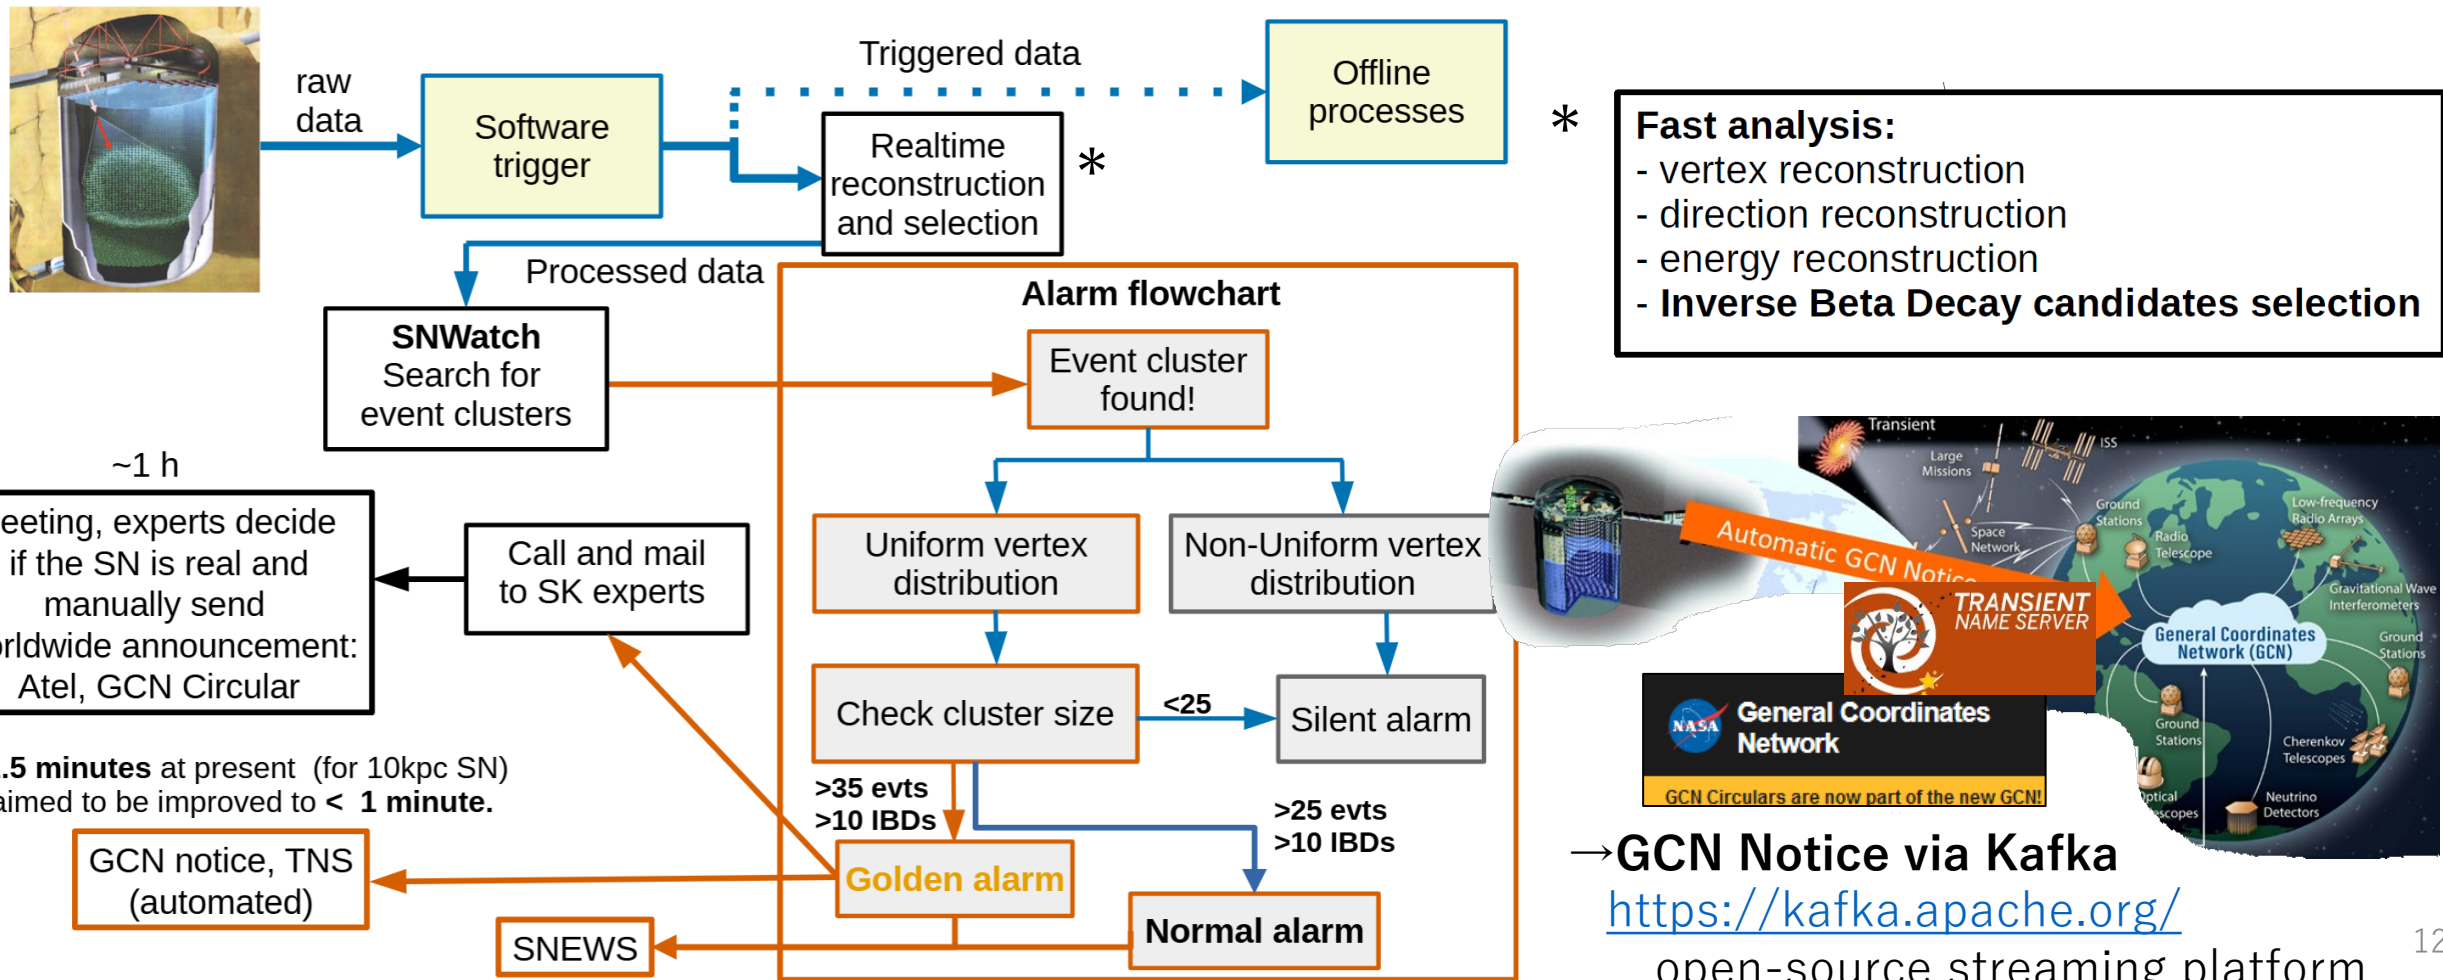 raw
data
Software
trigger
Triggered data
Offline
processes
Realtime
reconstruction
and selection
*
*
Fast analysis:
- vertex reconstruction
- direction reconstruction
- energy reconstruction
- Inverse Beta Decay candidates selection
Processed data
SNWatch
Search for
event clusters
Alarm flowchart
Event cluster
found!
Uniform vertex
distribution
Non-Uniform vertex
distribution
Check cluster size
<25
Silent alarm
>35 evts
>10 IBDs
>25 evts
>10 IBDs
Golden alarm
Normal alarm
SNEWS
~1 h
eeting, experts decide
if the SN is real and
manually send
rldwide announcement:
Atel, GCN Circular
Call and mail
to SK experts
.5 minutes at present (for 10kpc SN)
aimed to be improved to < 1 minute.
GCN notice, TNS
(automated)
Transient
Large
Missions
ISS
Space
Network
Ground
Stations
Radio
Telescope
Low-frequency
Radio Arrays
Gravitational Wave
Interferometers
Automatic GCN Notice
TRANSIENT
NAME SERVER
General Coordinates
Network (GCN)
Ground
Stations
Ground
Stations
Cherenkov
Telescopes
Optical
escopes
Neutrino
Detectors
NASA
General Coordinates
Network
GCN Circulars are now part of the new GCN!
→GCN Notice via Kafka
https://kafka.apache.org/
open-source streaming platform
12